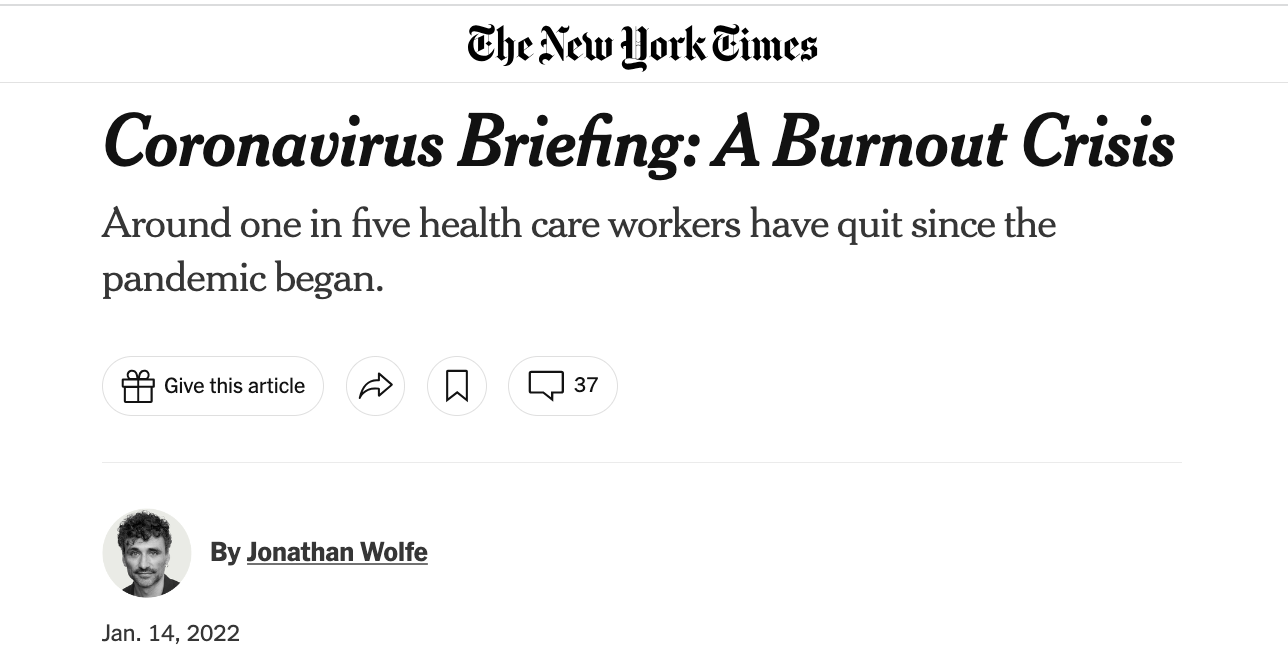 The New York Times
Coronavirus Briefing: A Burnout Crisis
Around one in five health care workers have quit since the
pandemic began.
Give this article
37
By Jonathan Wolfe
Jan. 14, 2022